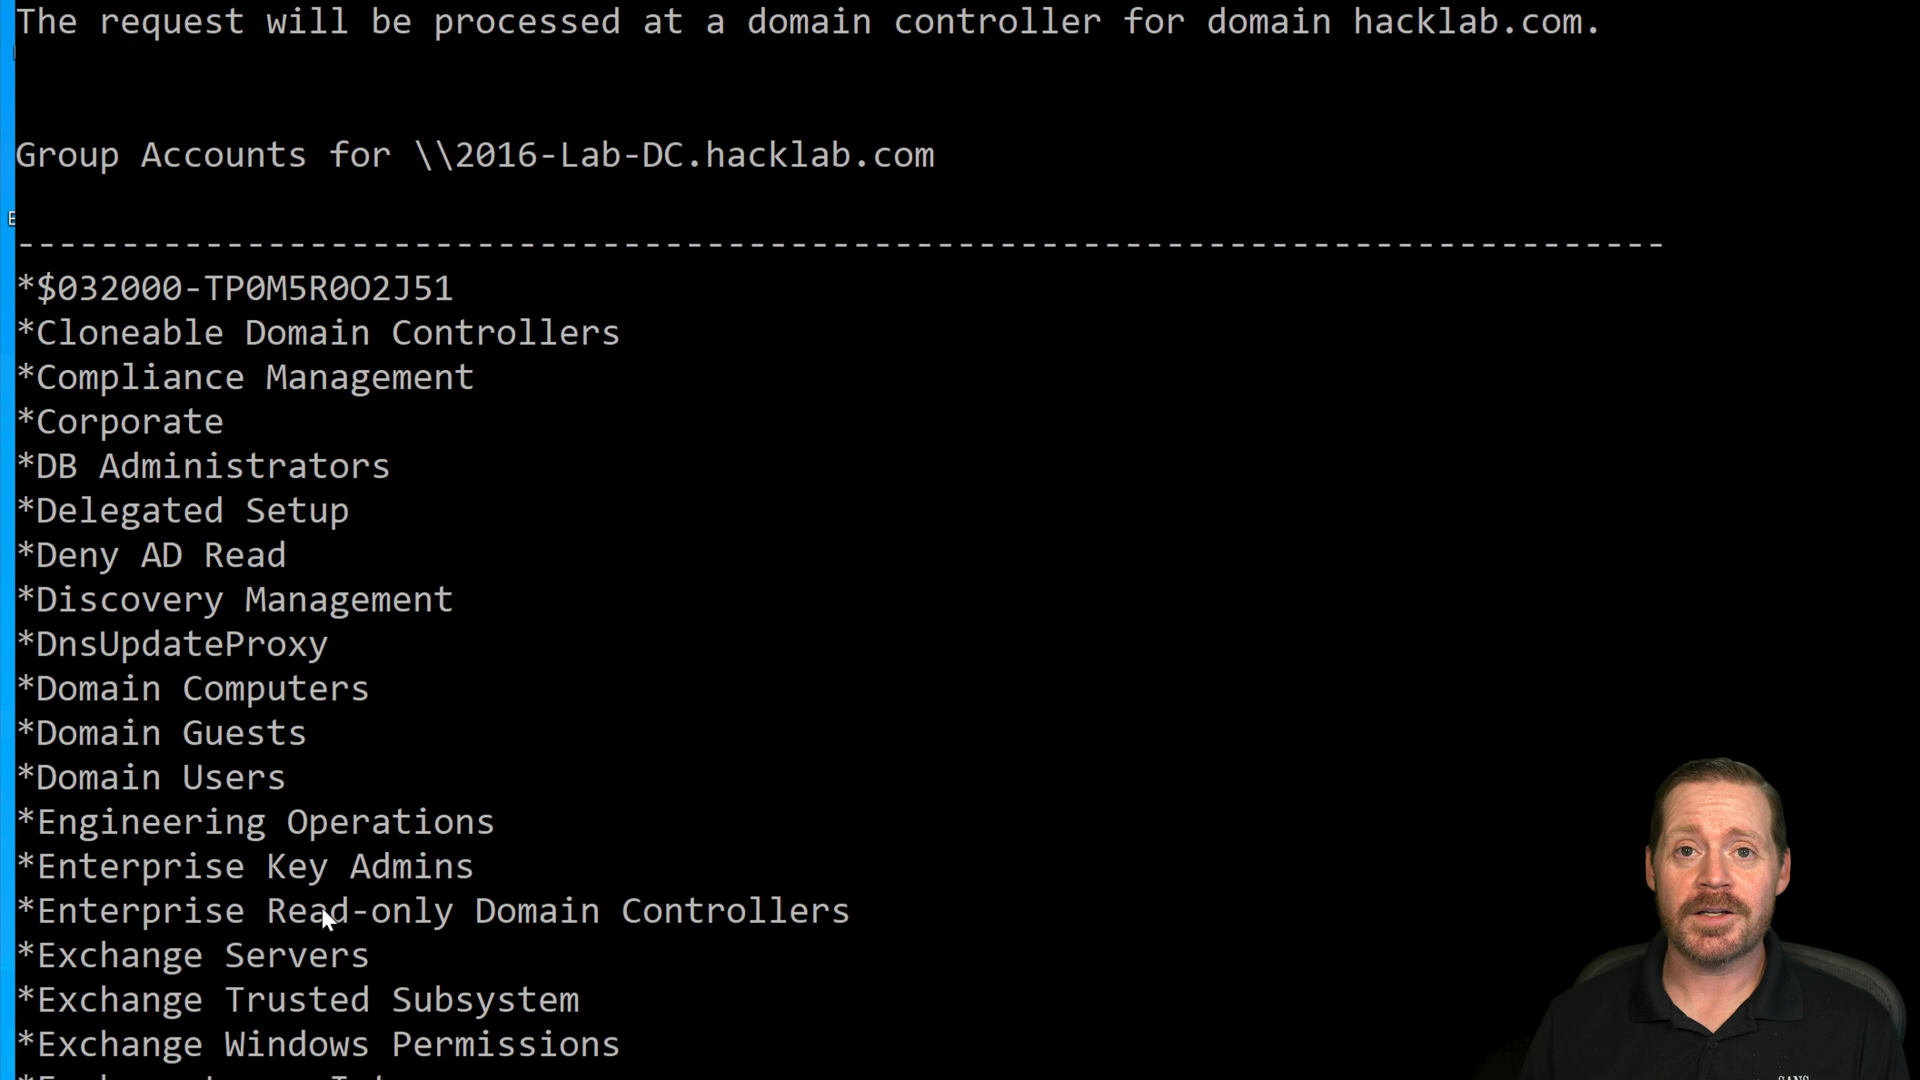 The request will be processed at a domain controller for domain hacklab.com.
Group Accounts for \\2016-Lab-DC.hacklab.com
-------------------------------------------------------------------------------
*$032000-TP0M5R0O2J51
*Cloneable Domain Controllers
*Compliance Management
*Corporate
*DB Administrators
*Delegated Setup
*Deny AD Read
*Discovery Management
*DnsUpdateProxy
*Domain Computers
*Domain Guests
*Domain Users
*Engineering Operations
*Enterprise Key Admins
*Enterprise Read-only Domain Controllers
*Exchange Servers
*Exchange Trusted Subsystem
*Exchange Windows Permissions
SANS